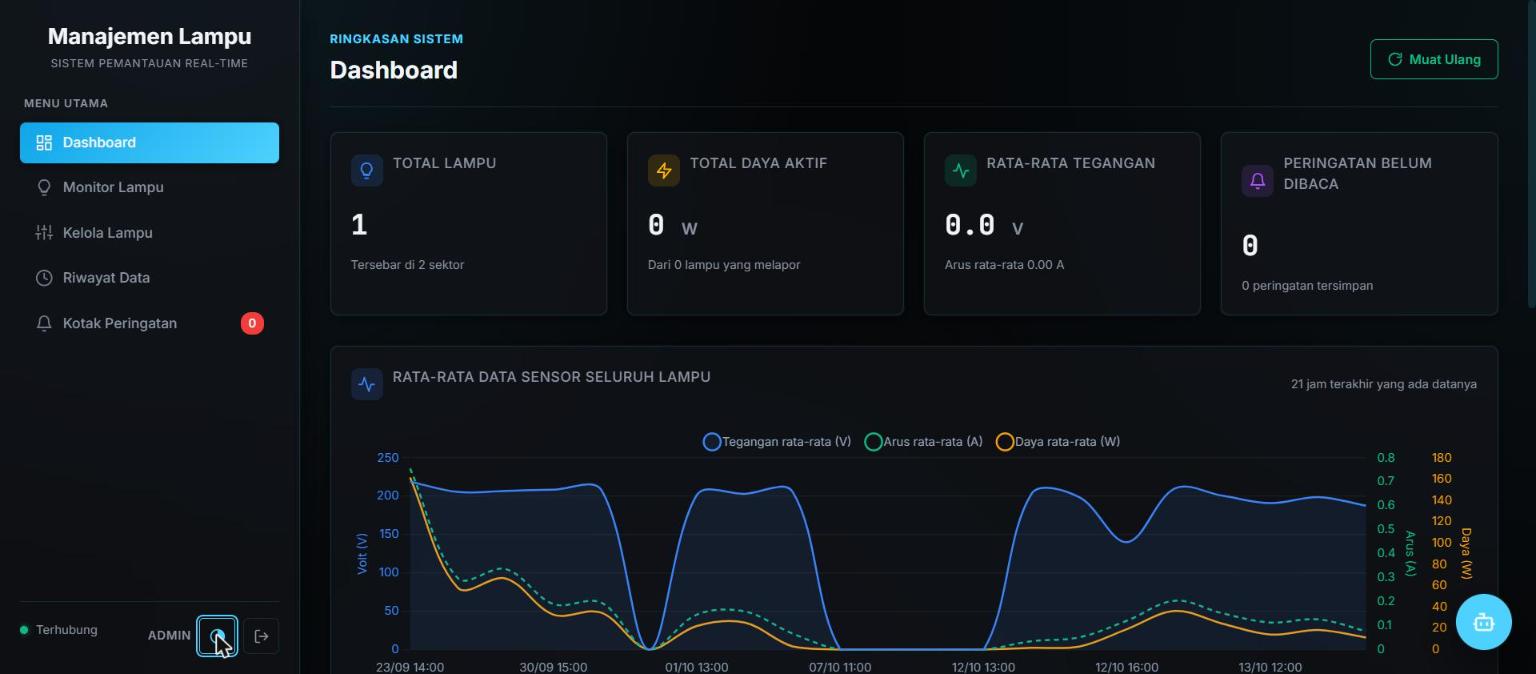 Manajemen Lampu
SISTEM PEMANTAUAN REAL-TIME
MENU UTAMA
Dashboard
Monitor Lampu
Kelola Lampu
Riwayat Data
Kotak Peringatan
0
Terhubung
ADMIN
RINGKASAN SISTEM
Dashboard
Muat Ulang
TOTAL LAMPU
1
Tersebar di 2 sektor
TOTAL DAYA AKTIF
0 W
Dari 0 lampu yang melapor
RATA-RATA TEGANGAN
0.0 V
Arus rata-rata 0.00 A
PERINGATAN BELUM
DIBACA
0
0 peringatan tersimpan
RATA-RATA DATA SENSOR SELURUH LAMPU
21 jam terakhir yang ada datanya
Tegangan rata-rata (V) Arus rata-rata (A) Daya rata-rata (W)
Volt (V)
250
200
150
100
50
0
0.8
0.7
0.6
0.5
0.4
0.3
0.2
0.1
0
Arus (A)
180
160
140
120
100
80
60
40
20
0
Daya (W)
23/09 14:00 30/09 15:00 01/10 13:00 07/10 11:00 12/10 13:00 12/10 16:00 13/10 12:00